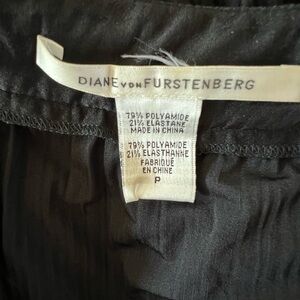 DIANE VON FURSTENBERG
79% POLYAMIDE
21% ELASTANE
MADE IN CHINA
79% POLYAMIDE
21% ELASTHANNE
FABRIQUÉ
EN CHINE
P